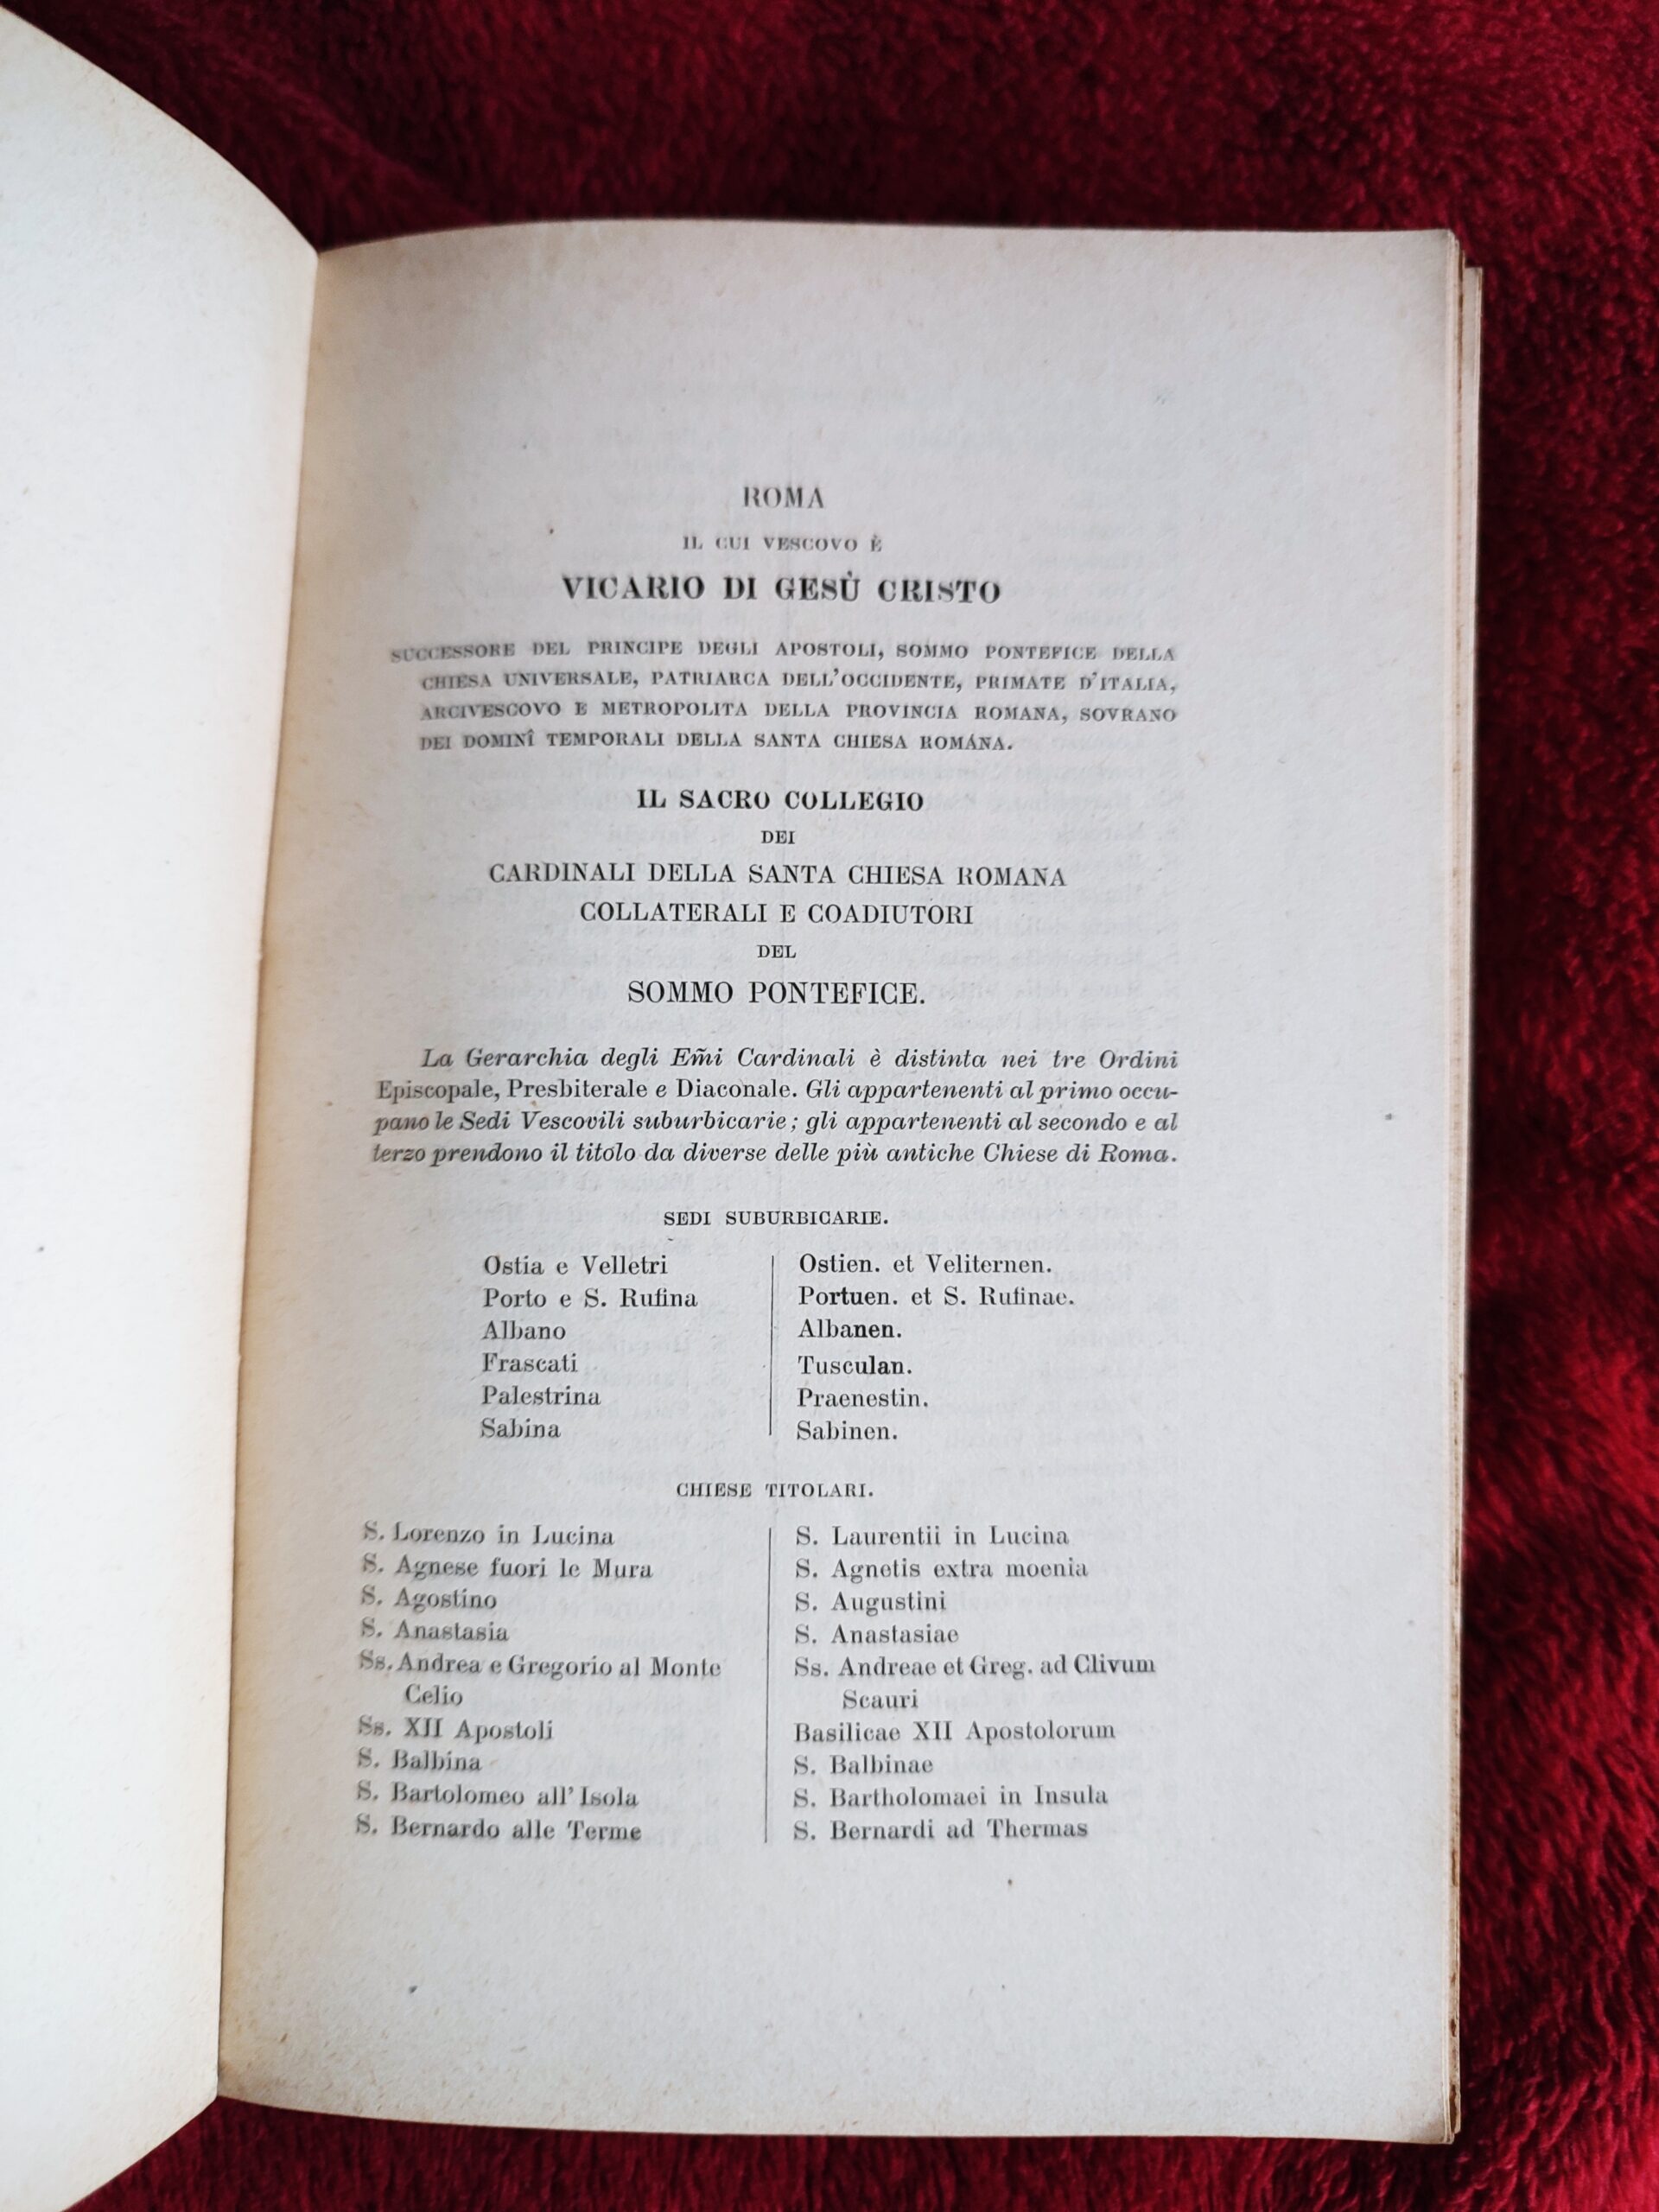 ROMA
IL CUI VESCOVO È
VICARIO DI GESÙ CRISTO
SUCCESSORE DEL PRINCIPE DEGLI APOSTOLI, SOMMO PONTEFICE DELLA
CHIESA UNIVERSALE, PATRIARCA DELL'OCCIDENTE, PRIMATE D'ITALIA,
ARCIVESCOVO E METROPOLITA DELLA PROVINCIA ROMANA, SOVRANO
DEI DOMINÎ TEMPORALI DELLA SANTA CHIESA ROMANA.
IL SACRO COLLEGIO
DEI
CARDINALI DELLA SANTA CHIESA ROMANA
COLLATERALI E COADIUTORI
DEL
SOMMO PONTEFICE.
La Gerarchia degli Em̃i Cardinali è distinta nei tre Ordini
Episcopale, Presbiterale e Diaconale. Gli appartenenti al primo occu-
pano le Sedi Vescovili suburbicarie; gli appartenenti al secondo e al
terzo prendono il titolo da diverse delle più antiche Chiese di Roma.
SEDI SUBURBICARIE.
Ostia e Velletri
Porto e S. Rufina
Albano
Frascati
Palestrina
Sabina
Ostien. et Veliternen.
Portuen. et S. Rufinae.
Albanen.
Tusculan.
Praenestin.
Sabinen.
CHIESE TITOLARI.
S. Lorenzo in Lucina
S. Agnese fuori le Mura
S. Agostino
S. Anastasia
Ss. Andrea e Gregorio al Monte
Celio
Ss. XII Apostoli
S. Balbina
S. Bartolomeo all'Isola
S. Bernardo alle Terme
S. Laurentii in Lucina
S. Agnetis extra moenia
S. Augustini
S. Anastasiae
Ss. Andreae et Greg. ad Clivum
Scauri
Basilicae XII Apostolorum
S. Balbinae
S. Bartholomaei in Insula
S. Bernardi ad Thermas